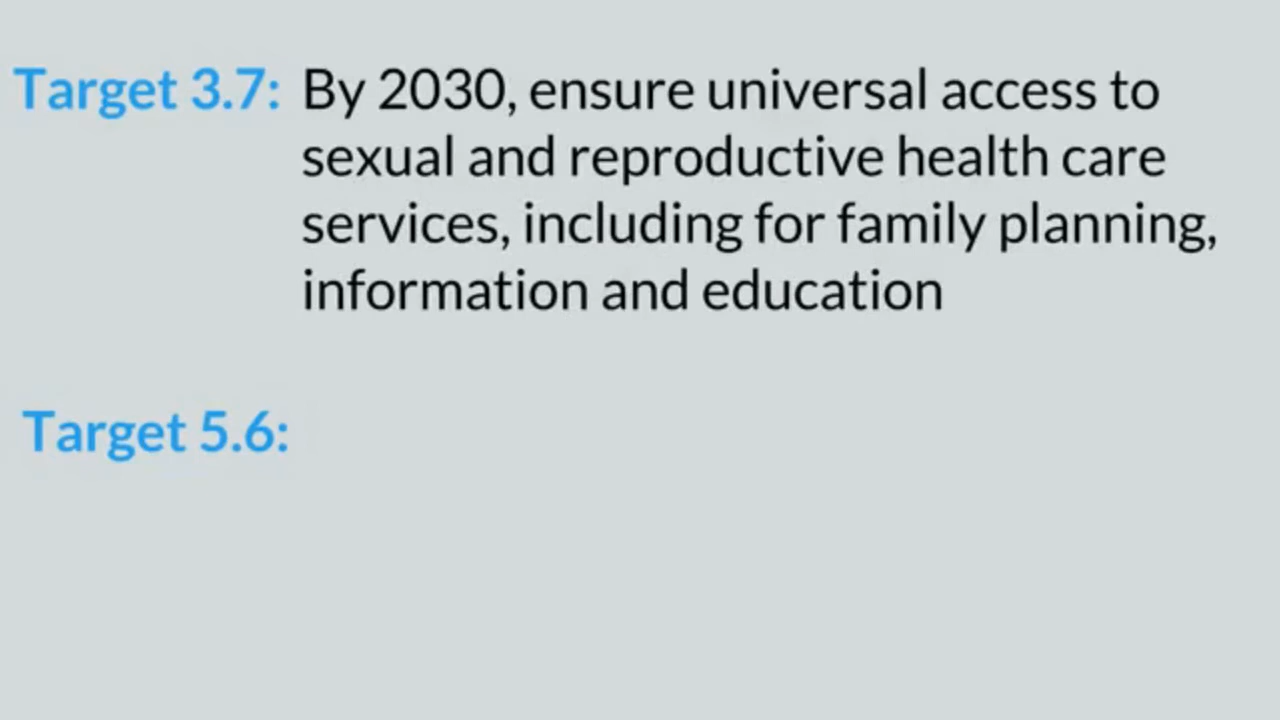 Target 3.7: By 2030, ensure universal access to
sexual and reproductive health care
services, including for family planning,
information and education
Target 5.6: